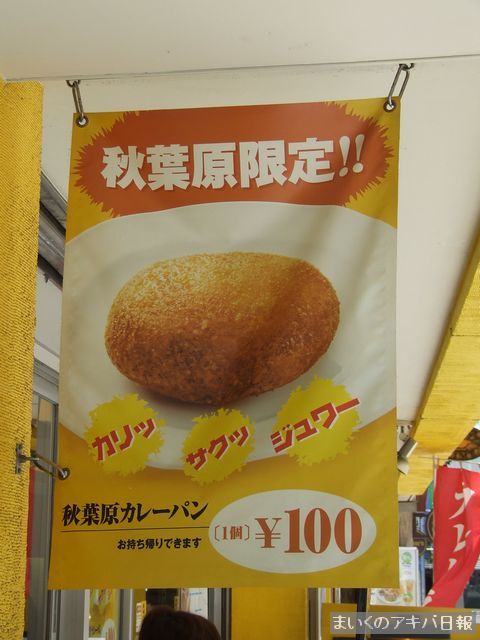 秋葉原限定!!
カリッ
サクッ
ジュワー
秋葉原カレーパン
お持ち帰りできます
〔1個〕¥100
まいくのアキバ日報